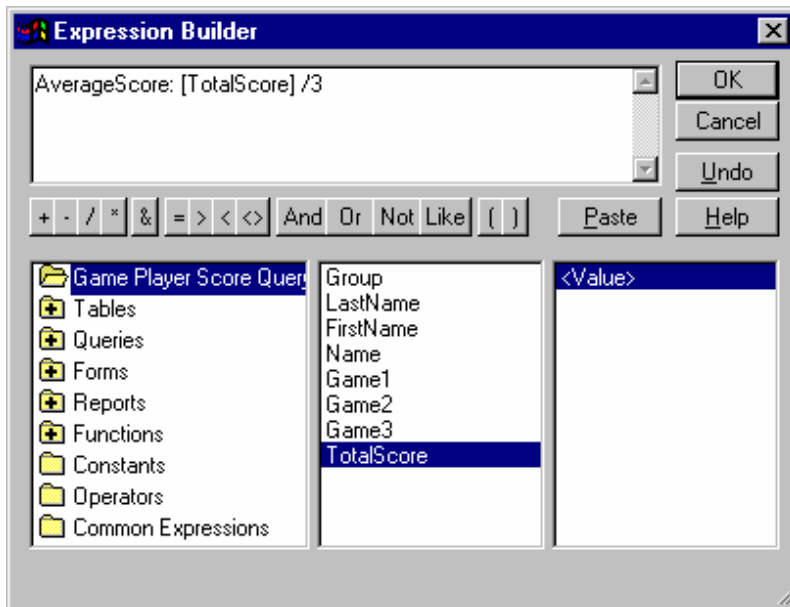 Expression Builder
AverageScore: [TotalScore] /3
OK
Cancel
Undo
+ - / * & = > < <> And Or Not Like ( ) Paste Help
Game Player Score Quer
Tables
Queries
Forms
Reports
Functions
Constants
Operators
Common Expressions
Group
LastName
FirstName
Name
Game1
Game2
Game3
TotalScore
<Value>